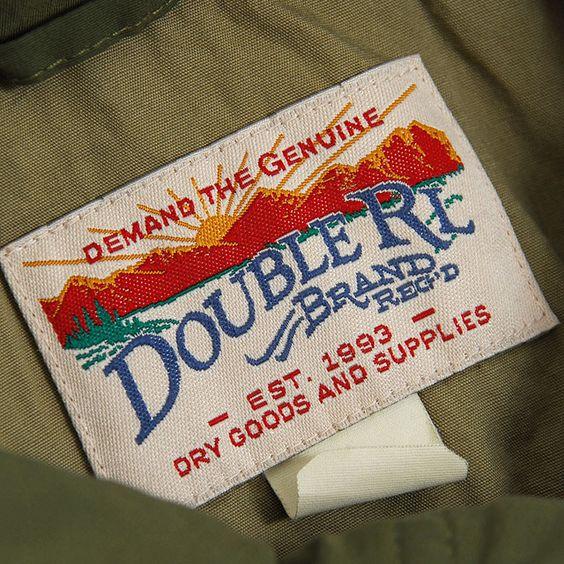 DEMAND THE GENUINE
DOUBLE RL
BRAND
REG'D
— EST. 1993 —
DRY GOODS AND SUPPLIES